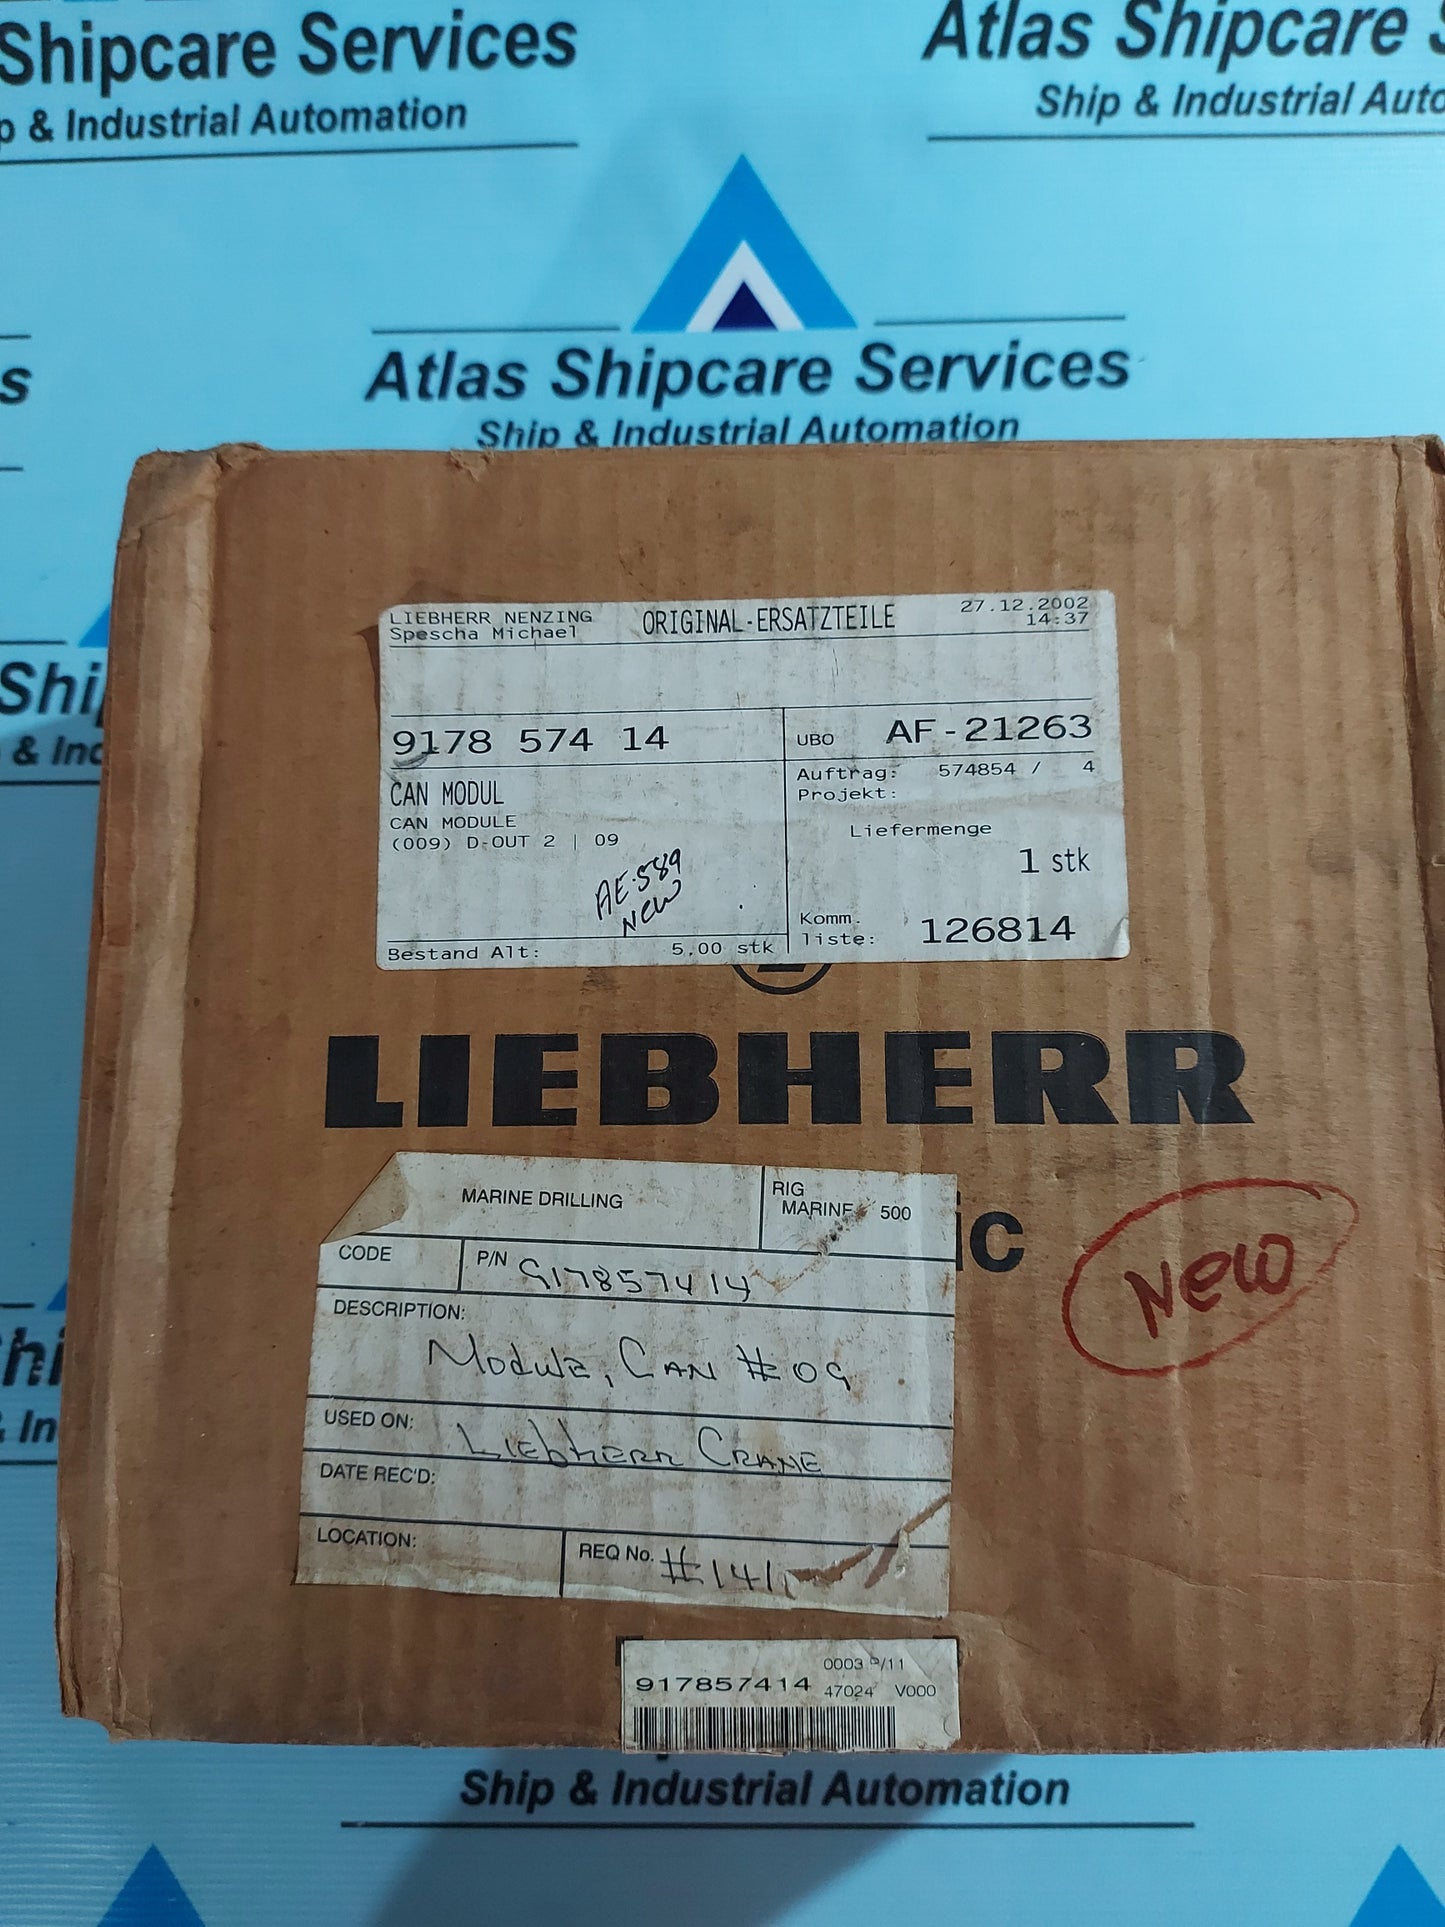 Shipcare Services
& Industrial Automation
Atlas Shipcare
Ship & Industrial
Atlas Shipcare Services
Ship & Industrial Automation
LIEBHERR NENZING
Spescha Michael
ORIGINAL-ERSATZTEILE
27.12.2002
14:37
9178 574 14
UBO AF-21263
CAN MODUL
CAN MODULE
(009) D-OUT 2 | 09
AE-589
NEW
Auftrag: 574854 / 4
Projekt:
Liefermenge
1 stk
Komm.
liste: 126814
Bestand Alt: 5,00 stk
LIEBHERR
MARINE DRILLING
RIG
MARINE 500
CODE
P/N 917857414
DESCRIPTION:
Module, CAN #09
USED ON: Liebherr Crane
DATE REC'D:
LOCATION:
REQ No. #141
ic
New
917857414
0003 P/11
47024 V000
Ship & Industrial Automation